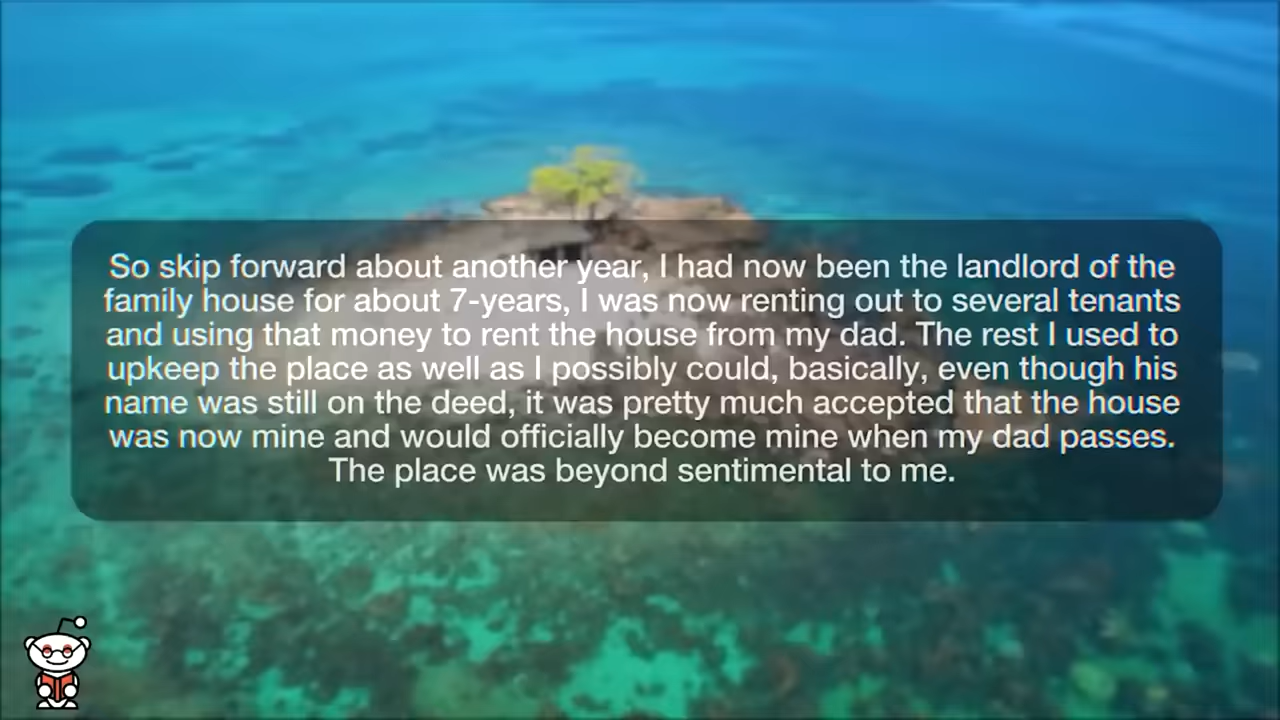 So skip forward about another year, I had now been the landlord of the
family house for about 7-years, I was now renting out to several tenants
and using that money to rent the house from my dad. The rest I used to
upkeep the place as well as I possibly could, basically, even though his
name was still on the deed, it was pretty much accepted that the house
was now mine and would officially become mine when my dad passes.
The place was beyond sentimental to me.